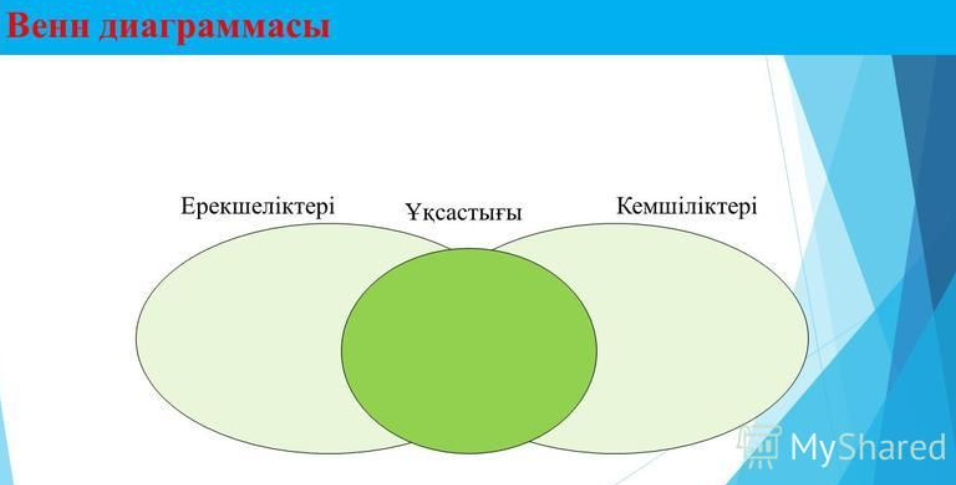 Венн диаграммасы
Ерекшеліктері
Ұқсастығы
Кемшіліктері
MyShared